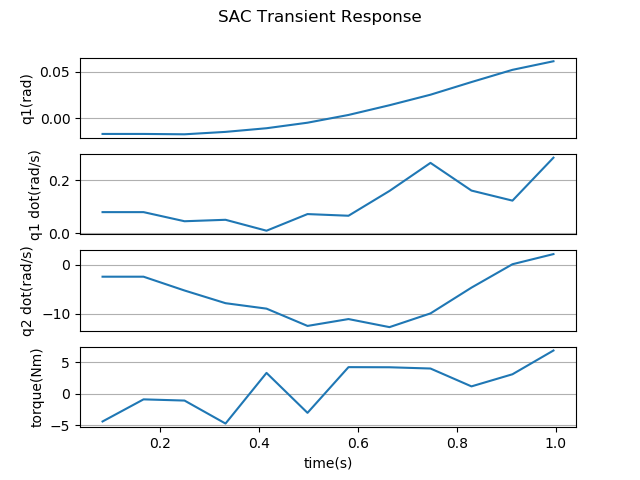 SAC Transient Response
0.05
0.00
q1(rad)
0.2
0.0
q1 dot(rad/s)
0
−10
q2 dot(rad/s)
5
0
−5
torque(Nm)
0.2 0.4 0.6 0.8 1.0
time(s)